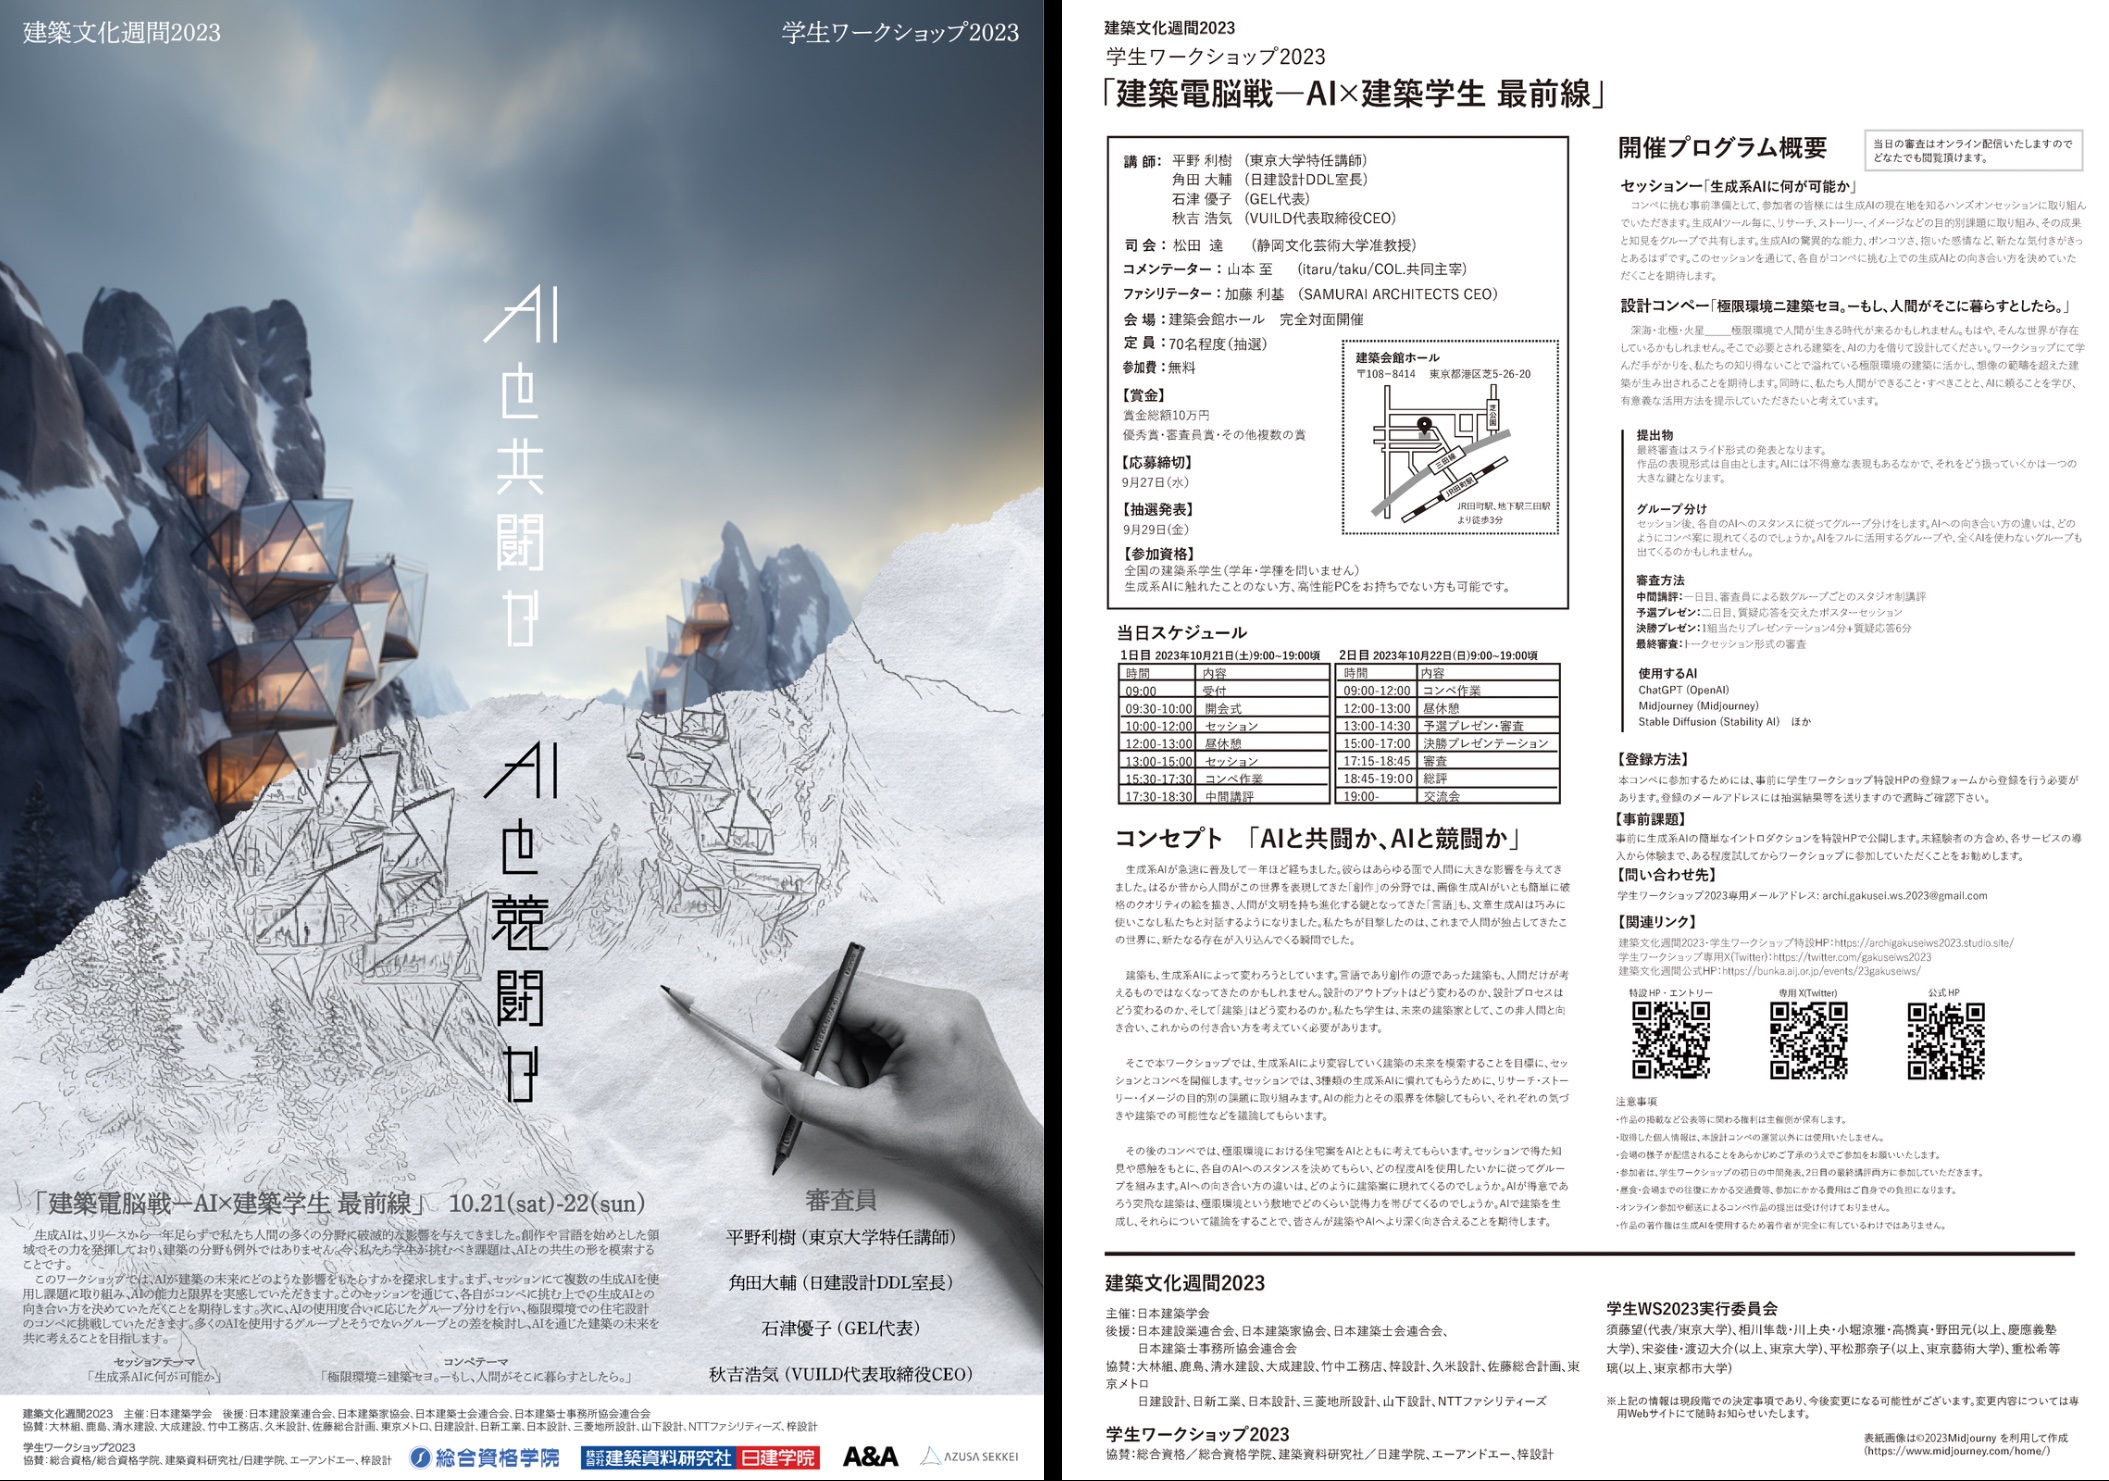 建築文化週間2023
学生ワークショップ2023
AI
と
共
闘
か
AI
と
競
闘
か
「建築電脳戦—AI×建築学生 最前線」 10.21(sat)-22(sun)
生成AIは、リリースから一年足らずで私たち人間の多くの分野に破滅的な影響を与えてきました。創作や言語を始めとした領
域でその力を発揮しており、建築の分野も例外ではありません。今、私たち学生が挑むべき課題は、AIとの共生の形を模索する
ことです。
このワークショップでは、AIが建築の未来にどのような影響をもたらすかを探求します。まず、セッションにて複数の生成AIを使
用し課題に取り組み、AIの能力と限界を実感していただきます。このセッションを通じて、各自がコンペに挑む上での生成AIとの
向き合い方を決めていただくことを期待します。次に、AIの使用度合いに応じたグループ分けを行い、極限環境での住宅設計
のコンペに挑戦していただきます。多くのAIを使用するグループとそうでないグループとの差を検討し、AIを通じた建築の未来を
共に考えることを目指します。
セッションテーマ
「生成系AIに何が可能か」
コンペテーマ
「極限環境ニ建築セヨ。ーもし、人間がそこに暮らすとしたら。」
審査員
平野利樹（東京大学特任講師）
角田大輔（日建設計DDL室長）
石津優子（GEL代表）
秋吉浩気（VUILD代表取締役CEO）
建築文化週間2023 主催：日本建築学会 後援：日本建設業連合会、日本建築家協会、日本建築士会連合会、日本建築士事務所協会連合会
協賛：大林組、鹿島、清水建設、大成建設、竹中工務店、久米設計、佐藤総合計画、東京メトロ、日建設計、日新工業、日本設計、三菱地所設計、山下設計、NTTファシリティーズ、梓設計
学生ワークショップ2023
協賛：総合資格/総合資格学院、建築資料研究社/日建学院、エーアンドエー、梓設計
総合資格学院
株式会社建築資料研究社 日建学院
A&A
AZUSA SEKKEI
建築文化週間2023
学生ワークショップ2023
「建築電脳戦—AI×建築学生 最前線」
講 師： 平野 利樹 （東京大学特任講師）
角田 大輔 （日建設計DDL室長）
石津 優子 （GEL代表）
秋吉 浩気 （VUILD代表取締役CEO）
司 会： 松田 達 （静岡文化芸術大学准教授）
コメンテーター：山本 至 （itaru/taku/COL.共同主宰）
ファシリテーター：加藤 利基 （SAMURAI ARCHITECTS CEO）
会 場：建築会館ホール 完全対面開催
定 員：70名程度（抽選）
参加費：無料
【賞金】
賞金総額10万円
優秀賞・審査員賞・その他複数の賞
【応募締切】
9月27日（水）
【抽選発表】
9月29日（金）
【参加資格】
全国の建築系学生（学年・学種を問いません）
生成系AIに触れたことのない方、高性能PCをお持ちでない方も可能です。
建築会館ホール
〒108−8414 東京都港区芝5-26-20
芝公園
三田線
JR田町駅
JR田町駅、地下駅三田駅
より徒歩3分
当日スケジュール
1日目 2023年10月21日(土)9:00~19:00頃
時間 内容
09:00 受付
09:30-10:00 開会式
10:00-12:00 セッション
12:00-13:00 昼休憩
13:00-15:00 セッション
15:30-17:30 コンペ作業
17:30-18:30 中間講評
2日目 2023年10月22日(日)9:00~19:00頃
時間 内容
09:00-12:00 コンペ作業
12:00-13:00 昼休憩
13:00-14:30 予選プレゼン・審査
15:00-17:00 決勝プレゼンテーション
17:15-18:45 審査
18:45-19:00 総評
19:00- 交流会
コンセプト 「AIと共闘か、AIと競闘か」
生成系AIが急速に普及して一年ほど経ちました。彼らはあらゆる面で人間に大きな影響を与えてき
ました。はるか昔から人間がこの世界を表現してきた「創作」の分野では、画像生成AIがいとも簡単に破
格のクオリティの絵を描き、人間が文明を持ち進化する鍵となってきた「言語」も、文章生成AIは巧みに
使いこなし私たちと対話するようになりました。私たちが目撃したのは、これまで人間が独占してきたこ
の世界に、新たなる存在が入り込んでくる瞬間でした。
建築も、生成系AIによって変わろうとしています。言語であり創作の源であった建築も、人間だけが考
えるものではなくなってきたのかもしれません。設計のアウトプットはどう変わるのか、設計プロセスは
どう変わるのか、そして「建築」はどう変わるのか。私たち学生は、未来の建築家として、この非人間と向
き合い、これからの付き合い方を考えていく必要があります。
そこで本ワークショップでは、生成系AIにより変容していく建築の未来を模索することを目標に、セッ
ションとコンペを開催します。セッションでは、3種類の生成系AIに慣れてもらうために、リサーチ・ストー
リー・イメージの目的別の課題に取り組みます。AIの能力とその限界を体験してもらい、それぞれの気づ
きや建築での可能性などを議論してもらいます。
その後のコンペでは、極限環境における住宅案をAIとともに考えてもらいます。セッションで得た知
見や感触をもとに、各自のAIへのスタンスを決めてもらい、どの程度AIを使用したいかに従ってグルー
プを組みます。AIへの向き合い方の違いは、どのように建築案に現れてくるのでしょうか。AIが得意であ
ろう突飛な建築は、極限環境という敷地でどのくらい説得力を帯びてくるのでしょうか。AIで建築を生
成し、それらについて議論をすることで、皆さんが建築やAIへより深く向き合えることを期待します。
開催プログラム概要
当日の審査はオンライン配信いたしますので
どなたでも閲覧頂けます。
セッションー「生成系AIに何が可能か」
コンペに挑む事前準備として、参加者の皆様には生成AIの現在地を知るハンズオンセッションに取り組ん
でいただきます。生成AIツール毎に、リサーチ、ストーリー、イメージなどの目的別課題に取り組み、その成果
と知見をグループで共有します。生成AIの驚異的な能力、ポンコツさ、抱いた感情など、新たな気付きがきっ
とあるはずです。このセッションを通じて、各自がコンペに挑む上での生成AIとの向き合い方を決めていた
だくことを期待します。
設計コンペー「極限環境ニ建築セヨ。ーもし、人間がそこに暮らすとしたら。」
深海・北極・火星____極限環境で人間が生きる時代が来るかもしれません。もはや、そんな世界が存在
しているかもしれません。そこで必要とされる建築を、AIの力を借りて設計してください。ワークショップにて学
んだ手がかりを、私たちの知り得ないことで溢れている極限環境の建築に活かし、想像の範疇を超えた建
築が生み出されることを期待します。同時に、私たち人間ができること・すべきことと、AIに頼ることを学び、
有意義な活用方法を提示していただきたいと考えています。
提出物
最終審査はスライド形式の発表となります。
作品の表現形式は自由とします。AIには不得意な表現もあるなかで、それをどう扱っていくかは一つの
大きな鍵となります。
グループ分け
セッション後、各自のAIへのスタンスに従ってグループ分けをします。AIへの向き合い方の違いは、どの
ようにコンペ案に現れてくるのでしょうか。AIをフルに活用するグループや、全くAIを使わないグループも
出てくるのかもしれません。
審査方法
中間講評：一日目、審査員による数グループごとのスタジオ制講評
予選プレゼン：二日目、質疑応答を交えたポスターセッション
決勝プレゼン：1組当たりプレゼンテーション4分+質疑応答6分
最終審査：トークセッション形式の審査
使用するAI
ChatGPT (OpenAI)
Midjourney (Midjourney)
Stable Diffusion (Stability AI) ほか
【登録方法】
本コンペに参加するためには、事前に学生ワークショップ特設HPの登録フォームから登録を行う必要が
あります。登録のメールアドレスには抽選結果等を送りますので適時ご確認下さい。
【事前課題】
事前に生成系AIの簡単なイントロダクションを特設HPで公開します。未経験者の方含め、各サービスの導
入から体験まで、ある程度試してからワークショップに参加していただくことをお勧めします。
【問い合わせ先】
学生ワークショップ2023専用メールアドレス: archi.gakusei.ws.2023@gmail.com
【関連リンク】
建築文化週間2023・学生ワークショップ特設HP：https://archigakuseiws2023.studio.site/
学生ワークショップ専用X(Twitter)：https://twitter.com/gakuseiws2023
建築文化週間公式HP：https://bunka.aij.or.jp/events/23gakuseiws/
特設 HP・エントリー
専用 X(Twitter)
公式 HP
注意事項
・作品の掲載など公表等に関わる権利は主催側が保有します。
・取得した個人情報は、本設計コンペの運営以外には使用いたしません。
・会場の様子が配信されることをあらかじめご了承のうえでご参加をお願いいたします。
・参加者は、学生ワークショップの初日の中間発表、2日目の最終講評両方に参加していただきます。
・昼食・会場までの往復にかかる交通費等、参加にかかる費用はご自身での負担になります。
・オンライン参加や郵送によるコンペ作品の提出は受け付けておりません。
・作品の著作権は生成AIを使用するため著作者が完全に有しているわけではありません。
建築文化週間2023
主催：日本建築学会
後援：日本建設業連合会、日本建築家協会、日本建築士会連合会、
日本建築士事務所協会連合会
協賛：大林組、鹿島、清水建設、大成建設、竹中工務店、梓設計、久米設計、佐藤総合計画、東
京メトロ
日建設計、日新工業、日本設計、三菱地所設計、山下設計、NTTファシリティーズ
学生ワークショップ2023
協賛：総合資格／総合資格学院、建築資料研究社／日建学院、エーアンドエー、梓設計
学生WS2023実行委員会
須藤望(代表/東京大学)、相川隼哉・川上央・小堀涼雅・高橋真・野田元(以上、慶應義塾
大学)、宋姿佳・渡辺大介(以上、東京大学)、平松那奈子(以上、東京藝術大学)、重松希等
璃(以上、東京都市大学)
※上記の情報は現段階での決定事項であり、今後変更になる可能性がございます。変更内容については専
用Webサイトにて随時お知らせいたします。
表紙画像は©2023Midjourny を利用して作成
(https://www.midjourney.com/home/)